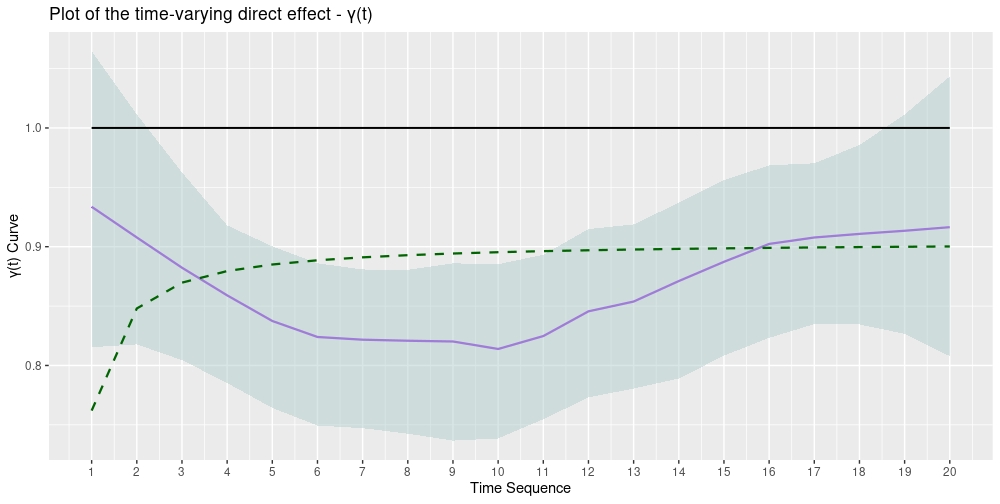 Plot of the time-varying direct effect - γ(t)
γ(t) Curve
1.0
0.9
0.8
1 2 3 4 5 6 7 8 9 10 11 12 13 14 15 16 17 18 19 20
Time Sequence